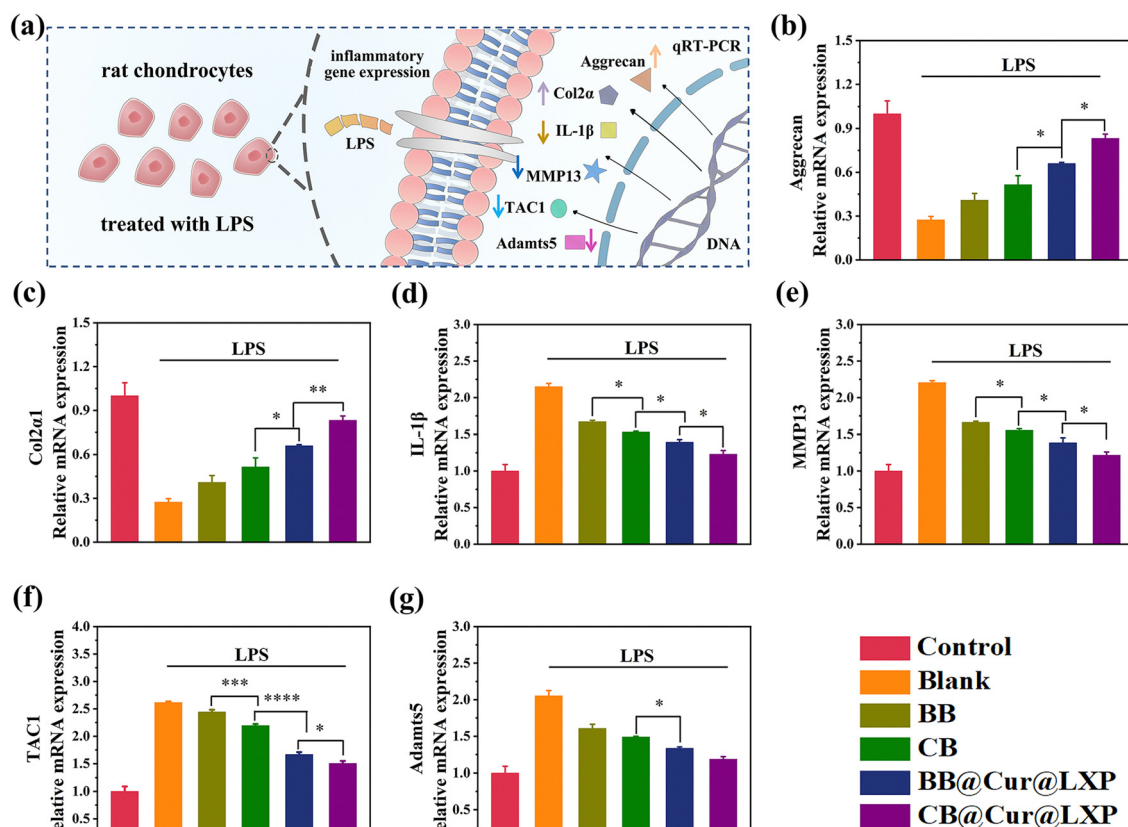 (a)
rat chondrocytes
treated with LPS
inflammatory
gene expression
LPS
qRT-PCR
Aggrecan
Col2α
IL-1β
MMP13
TAC1
Adamts5
DNA
(b)
Aggrecan
Relative mRNA expression
1.5
1.2
0.9
0.6
0.3
0.0
LPS
*
*
(c)
Col2α1
Relative mRNA expression
1.5
1.2
0.9
0.6
0.3
0.0
LPS
*
**
(d)
IL-1β
Relative mRNA expression
3.0
2.5
2.0
1.5
1.0
0.5
0.0
LPS
*
*
*
(e)
MMP13
Relative mRNA expression
3.0
2.5
2.0
1.5
1.0
0.5
0.0
LPS
*
*
*
(f)
TAC1
Relative mRNA expression
4.0
3.5
3.0
2.5
2.0
1.5
1.0
0.5
LPS
***
****
*
(g)
Adamts5
Relative mRNA expression
3.0
2.5
2.0
1.5
1.0
0.5
LPS
*
Control
Blank
BB
CB
BB@Cur@LXP
CB@Cur@LXP